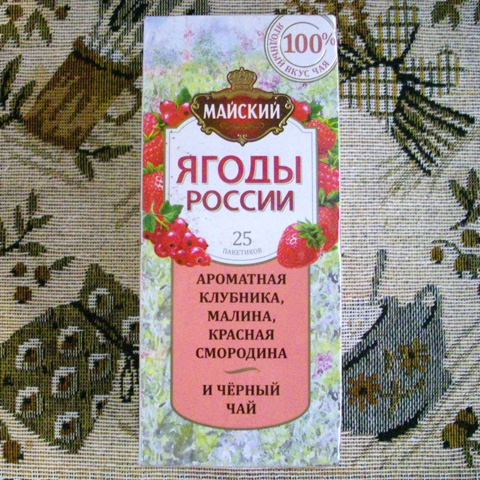 100%
ЯГОДНЫЙ ВКУС ЧАЯ
МАЙСКИЙ
ЯГОДЫ
РОССИИ
25
ПАКЕТИКОВ
АРОМАТНАЯ
КЛУБНИКА,
МАЛИНА,
КРАСНАЯ
СМОРОДИНА
И ЧЁРНЫЙ
ЧАЙ